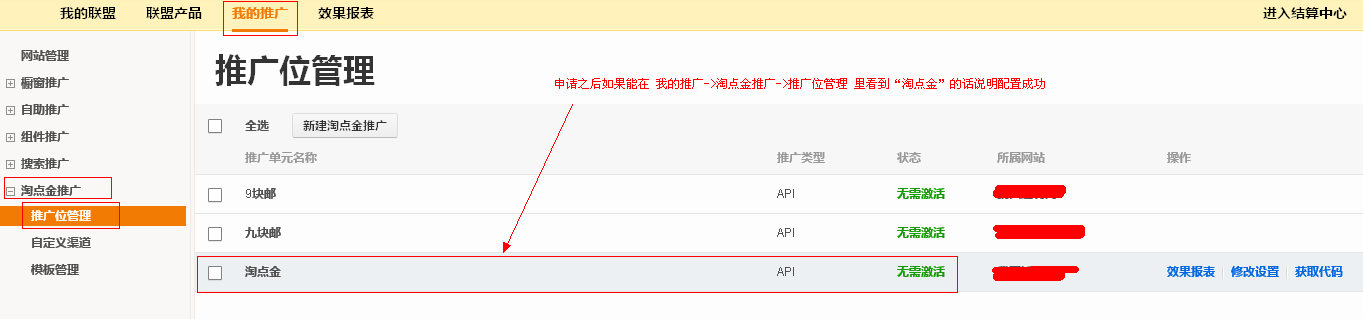 我的联盟 联盟产品 我的推广 效果报表 进入结算中心
网站管理
橱窗推广
自助推广
组件推广
搜索推广
淘点金推广
推广位管理
自定义渠道
模板管理
推广位管理
申请之后如果能在 我的推广->淘点金推广->推广位管理 里看到“淘点金”的话说明配置成功
全选 新建淘点金推广
推广单元名称 推广类型 状态 所属网站 操作
9块邮 API 无需激活
九块邮 API 无需激活
淘点金 API 无需激活 效果报表 修改设置 获取代码